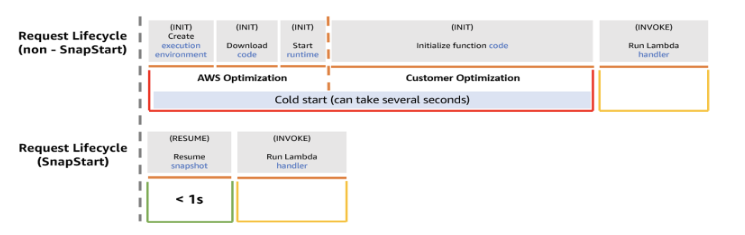 Request Lifecycle
(non - SnapStart)
(INIT)
Create
execution
environment
(INIT)
Download
code
(INIT)
Start
runtime
(INIT)
Initialize function code
(INVOKE)
Run Lambda
handler
AWS Optimization
Customer Optimization
Cold start (can take several seconds)
Request Lifecycle
(SnapStart)
(RESUME)
Resume
snapshot
(INVOKE)
Run Lambda
handler
< 1s